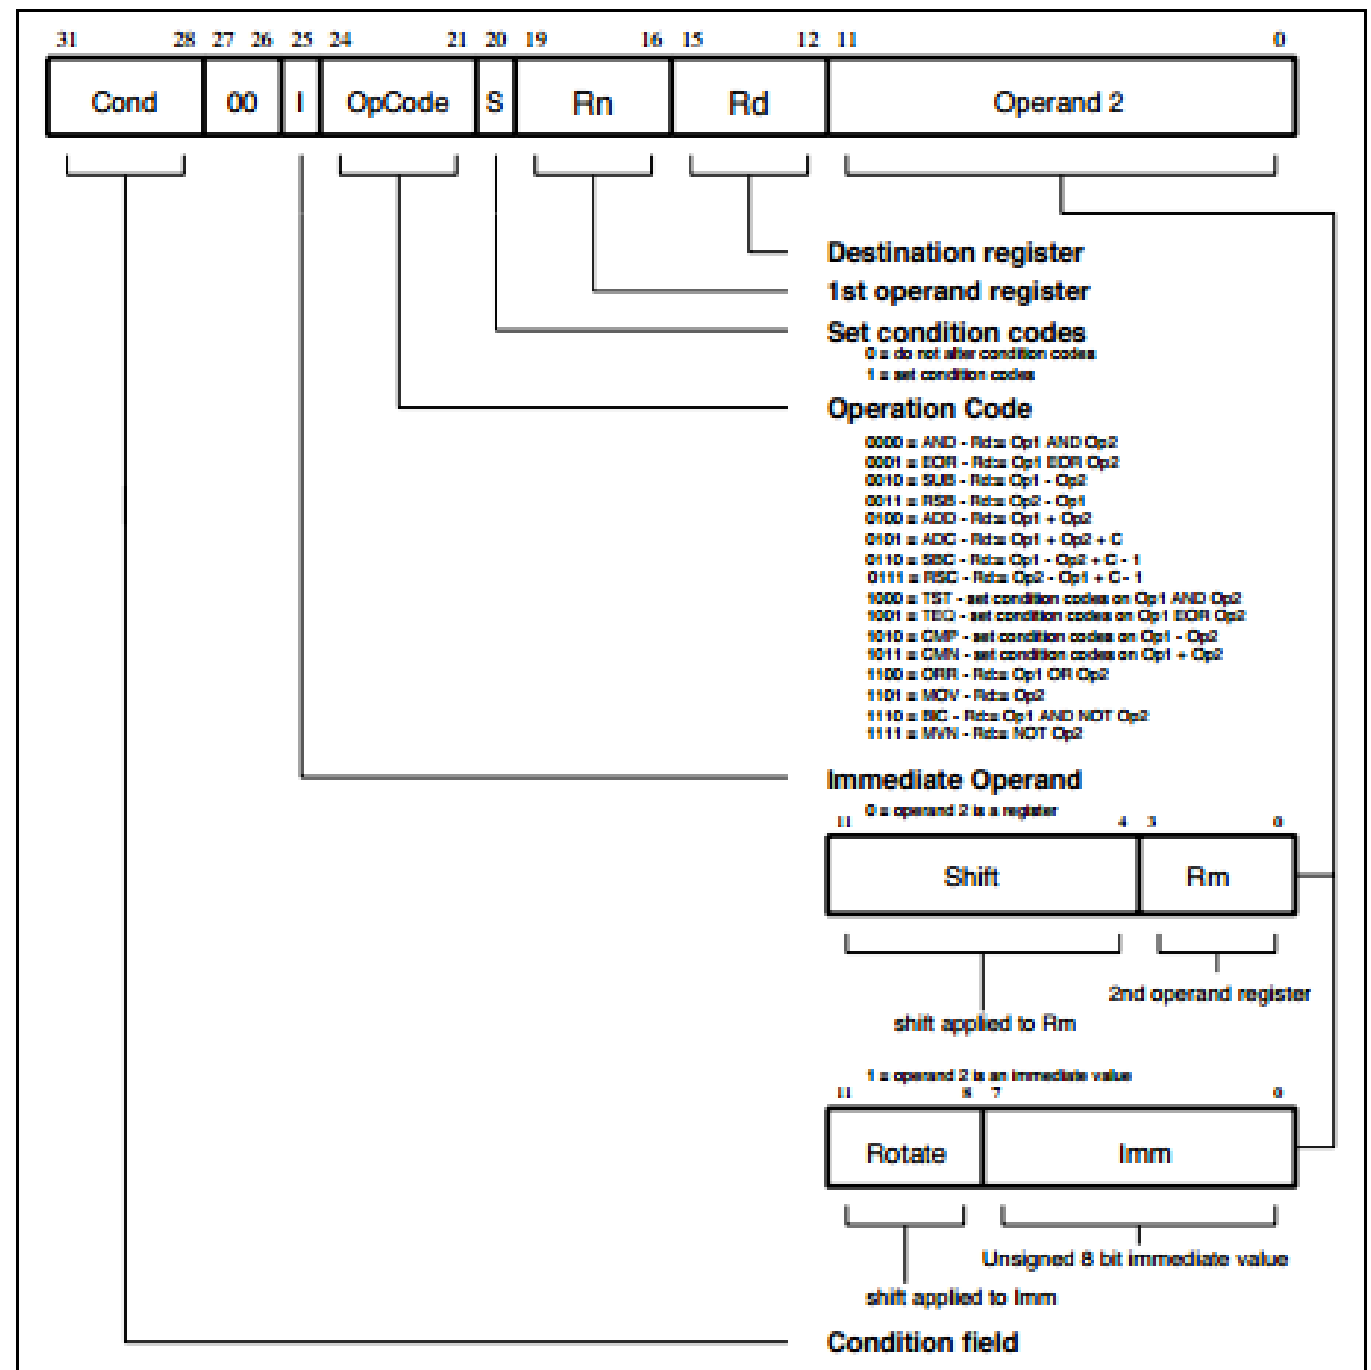 31 28 27 26 25 24 21 20 19 16 15 12 11 0
Cond 00 I OpCode S Rn Rd Operand 2
Destination register
1st operand register
Set condition codes
0 = do not alter condition codes
1 = set condition codes
Operation Code
0000 = AND - Rd:= Op1 AND Op2
0001 = EOR - Rd:= Op1 EOR Op2
0010 = SUB - Rd:= Op1 - Op2
0011 = RSB - Rd:= Op2 - Op1
0100 = ADD - Rd:= Op1 + Op2
0101 = ADC - Rd:= Op1 + Op2 + C
0110 = SBC - Rd:= Op1 - Op2 + C - 1
0111 = RSC - Rd:= Op2 - Op1 + C - 1
1000 = TST - set condition codes on Op1 AND Op2
1001 = TEQ - set condition codes on Op1 EOR Op2
1010 = CMP - set condition codes on Op1 - Op2
1011 = CMN - set condition codes on Op1 + Op2
1100 = ORR - Rd:= Op1 OR Op2
1101 = MOV - Rd:= Op2
1110 = BIC - Rd:= Op1 AND NOT Op2
1111 = MVN - Rd:= NOT Op2
Immediate Operand
0 = operand 2 is a register
11 4 3 0
Shift Rm
2nd operand register
shift applied to Rm
1 = operand 2 is an immediate value
11 8 7 0
Rotate Imm
Unsigned 8 bit immediate value
shift applied to Imm
Condition field